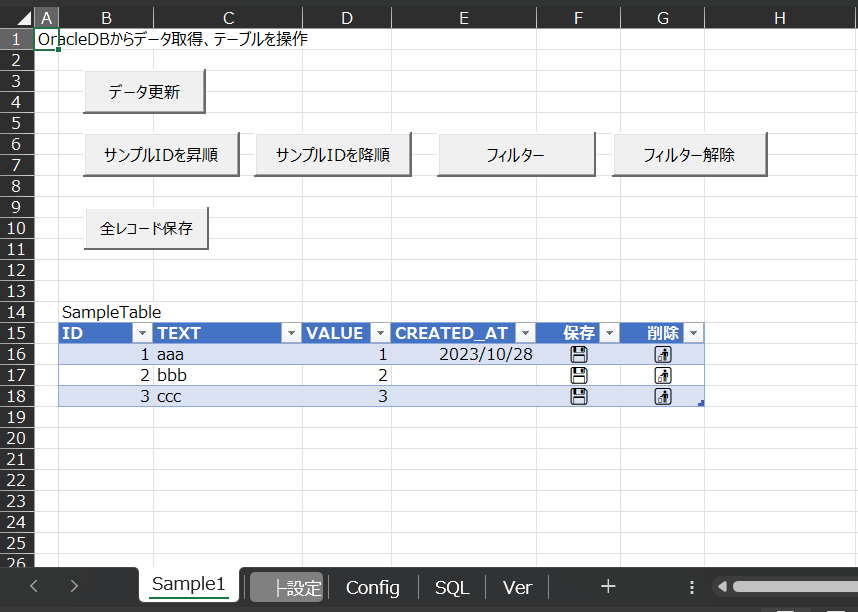 A B C D E F G H
1 OracleDBからデータ取得、テーブルを操作
2
3
データ更新
4
5
6
サンプルIDを昇順 サンプルIDを降順 フィルター フィルター解除
7
8
9
10 全レコード保存
11
12
13
14 SampleTable
15 ID TEXT VALUE CREATED_AT 保存 削除
16 1 aaa 1 2023/10/28
17 2 bbb 2
18 3 ccc 3
19
20
21
22
23
24
25
26
Sample1 ト設定 Config SQL Ver